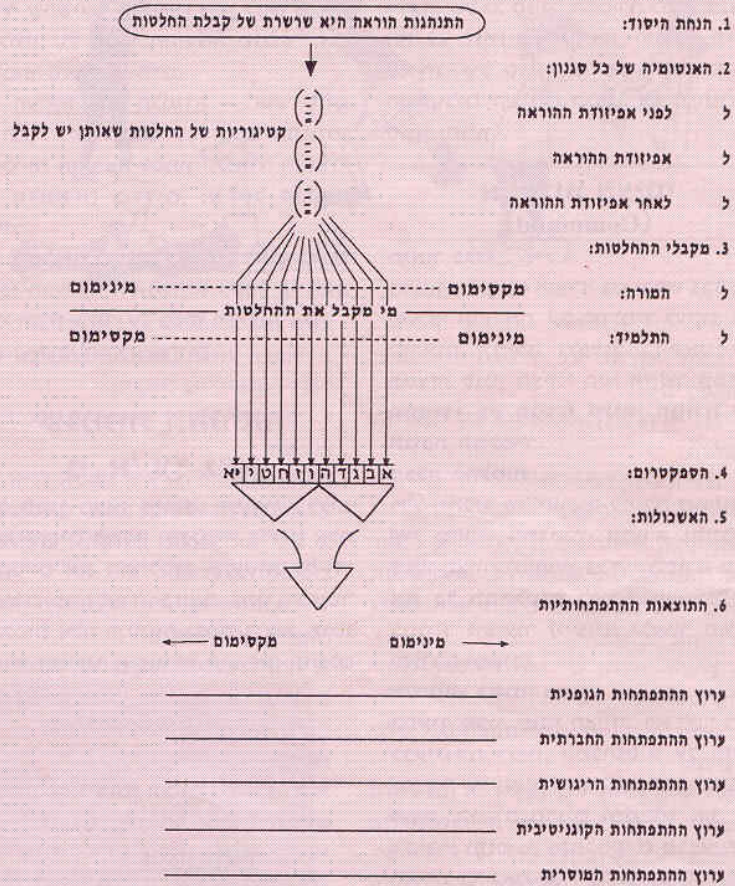 התנהגות הוראה היא שרשרת של קבלת החלטות
1. הנחת היסוד:
2. האנטומיה של כל סגנון:
ל לפני אפיזודת ההוראה
קטיגוריות של החלטות שאותן יש לקבל
ל אפיזודת ההוראה
ל לאחר אפיזודת ההוראה
3. מקבלי ההחלטות:
ל המורה: מקסימום מינימום
מי מקבל את ההחלטות
ל התלמיד: מינימום מקסימום
4. הספקטרום: א ב ג ד ה ו ז ח ט י יא
5. האשכולות:
6. התוצאות ההתפתחותיות
מינימום מקסימום
ערוץ ההתפתחות הגופנית
ערוץ ההתפתחות החברתית
ערוץ ההתפתחות הריגושית
ערוץ ההתפתחות הקוגניטיבית
ערוץ ההתפתחות המוסרית